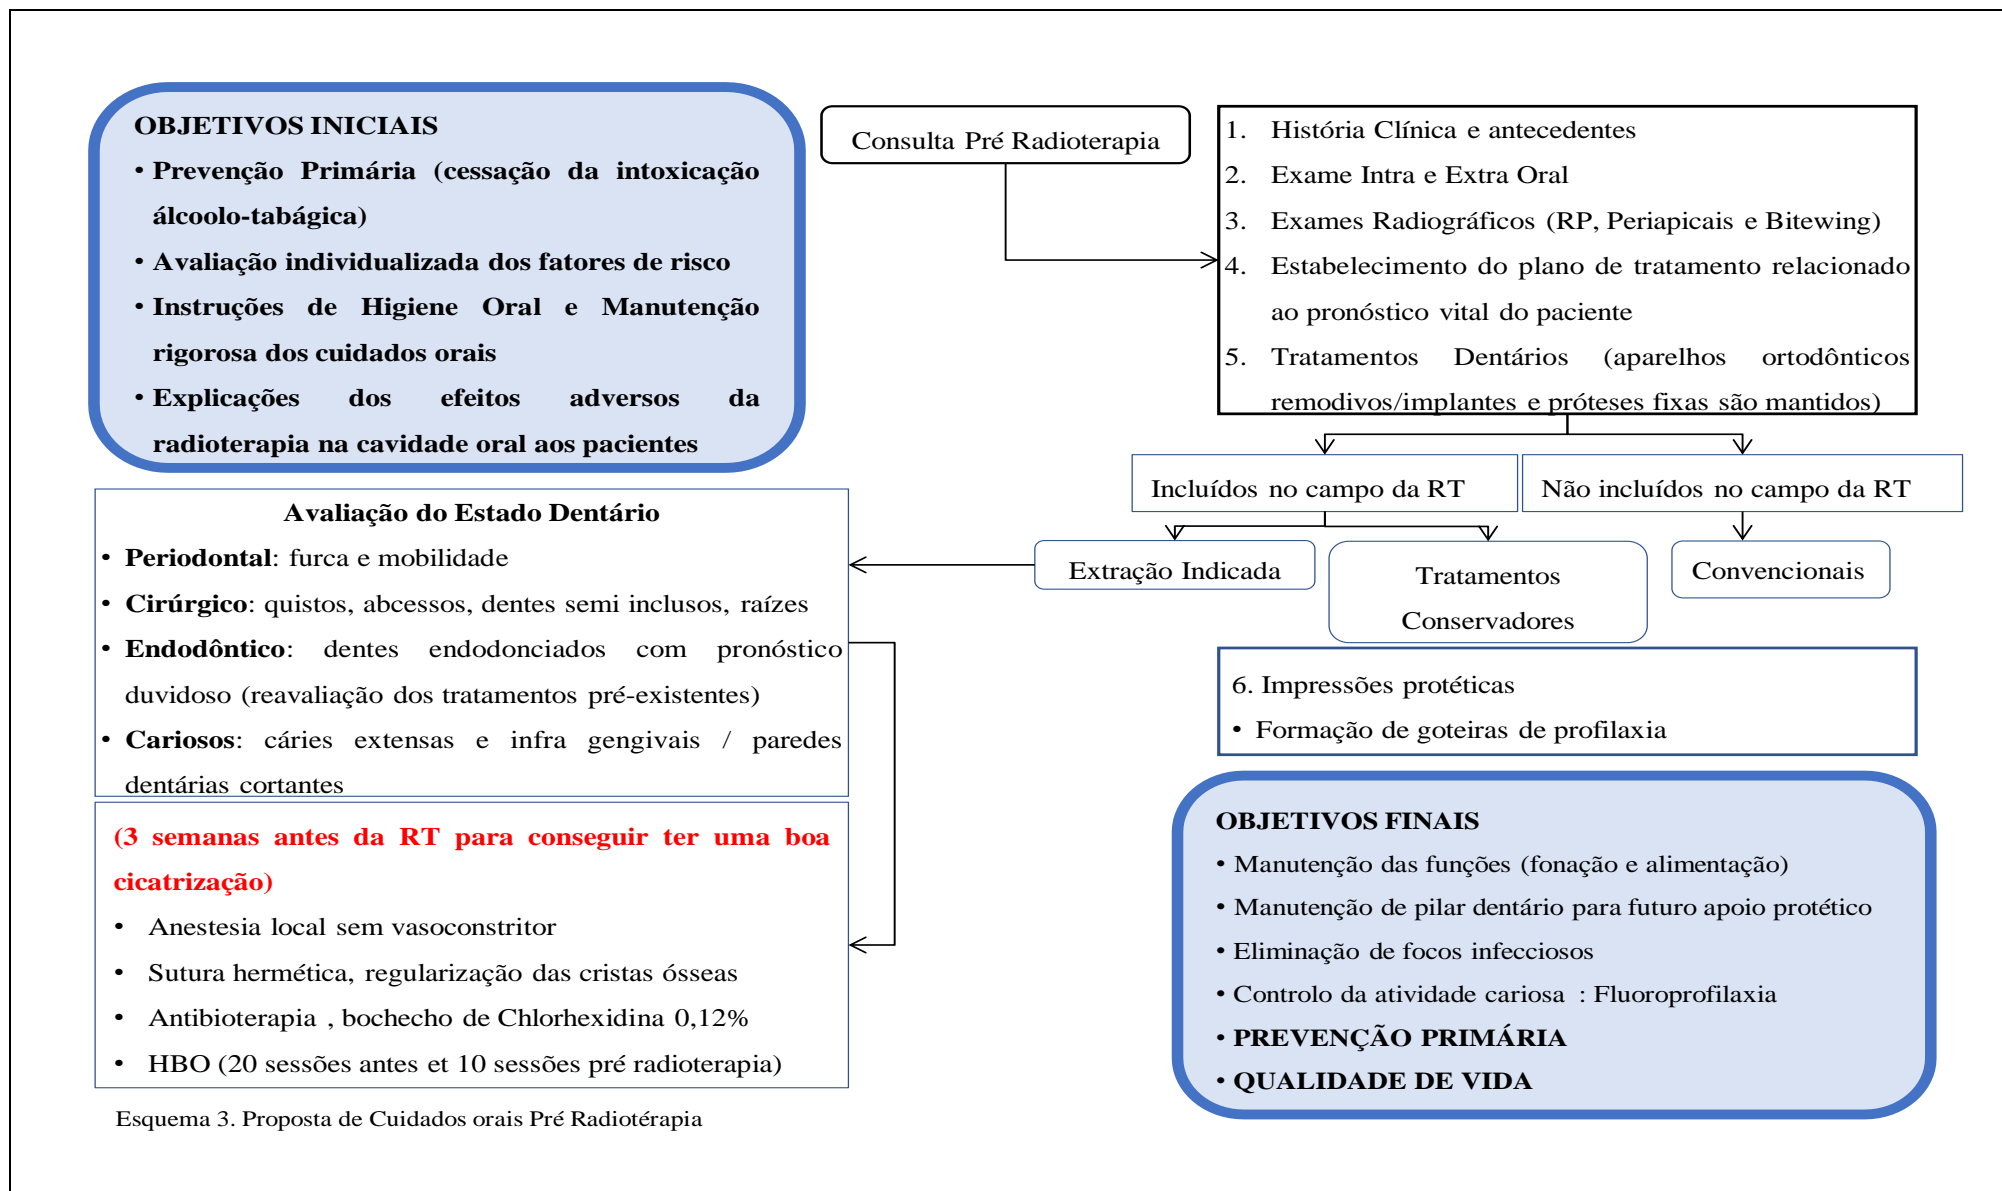 OBJETIVOS INICIAIS
• Prevenção Primária (cessação da intoxicação
álcoolo-tabágica)
• Avaliação individualizada dos fatores de risco
• Instruções de Higiene Oral e Manutenção
rigorosa dos cuidados orais
• Explicações dos efeitos adversos da
radioterapia na cavidade oral aos pacientes
Consulta Pré Radioterapia
1. História Clínica e antecedentes
2. Exame Intra e Extra Oral
3. Exames Radiográficos (RP, Periapicais e Bitewing)
4. Estabelecimento do plano de tratamento relacionado
ao pronóstico vital do paciente
5. Tratamentos Dentários (aparelhos ortodônticos
remodivos/implantes e próteses fixas são mantidos)
Incluídos no campo da RT
Não incluídos no campo da RT
Extração Indicada
Tratamentos
Conservadores
Convencionais
Avaliação do Estado Dentário
• Periodontal: furca e mobilidade
• Cirúrgico: quistos, abcessos, dentes semi inclusos, raízes
• Endodôntico: dentes endodonciados com pronóstico
duvidoso (reavaliação dos tratamentos pré-existentes)
• Cariosos: cáries extensas e infra gengivais / paredes
dentárias cortantes
(3 semanas antes da RT para conseguir ter uma boa
cicatrização)
• Anestesia local sem vasoconstritor
• Sutura hermética, regularização das cristas ósseas
• Antibioterapia , bochecho de Chlorhexidina 0,12%
• HBO (20 sessões antes et 10 sessões pré radioterapia)
6. Impressões protéticas
• Formação de goteiras de profilaxia
OBJETIVOS FINAIS
• Manutenção das funções (fonação e alimentação)
• Manutenção de pilar dentário para futuro apoio protético
• Eliminação de focos infecciosos
• Controlo da atividade cariosa : Fluoroprofilaxia
• PREVENÇÃO PRIMÁRIA
• QUALIDADE DE VIDA
Esquema 3. Proposta de Cuidados orais Pré Radiotérapia